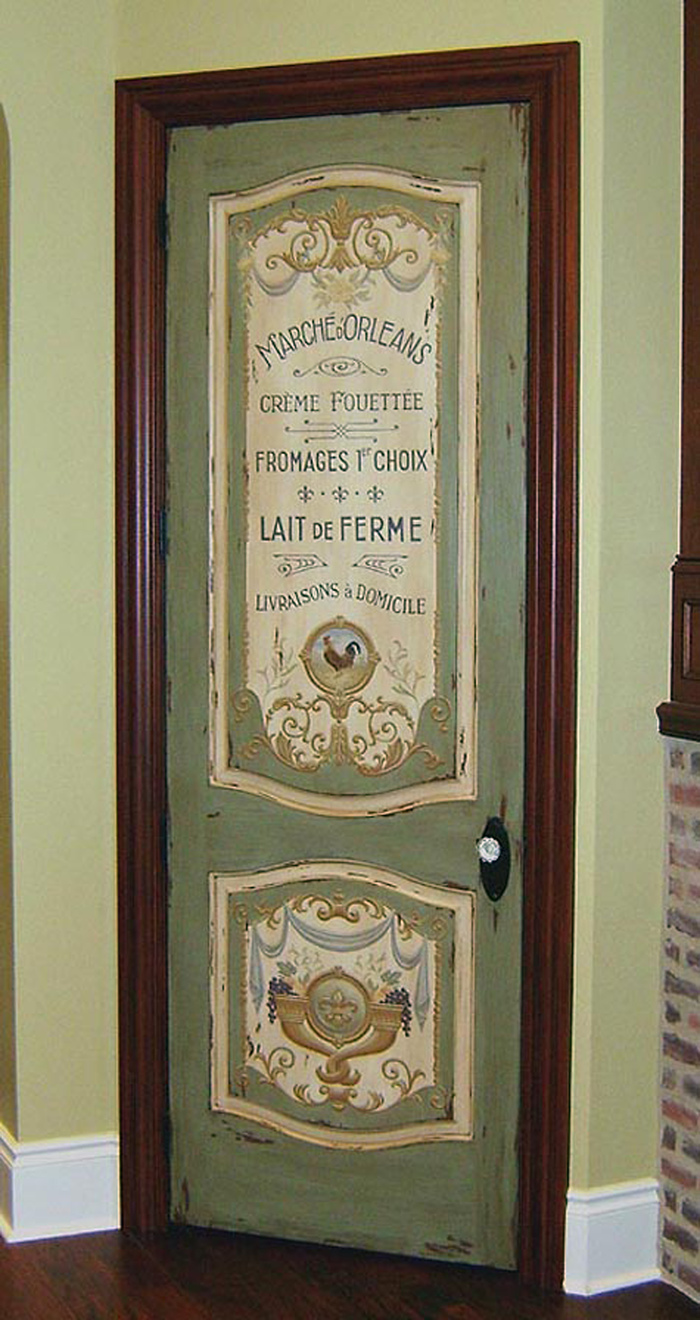 MARCHÉ d'ORLEANS
CRÈME FOUETTÉE
FROMAGES 1er CHOIX
LAIT DE FERME
LIVRAISONS à DOMICILE